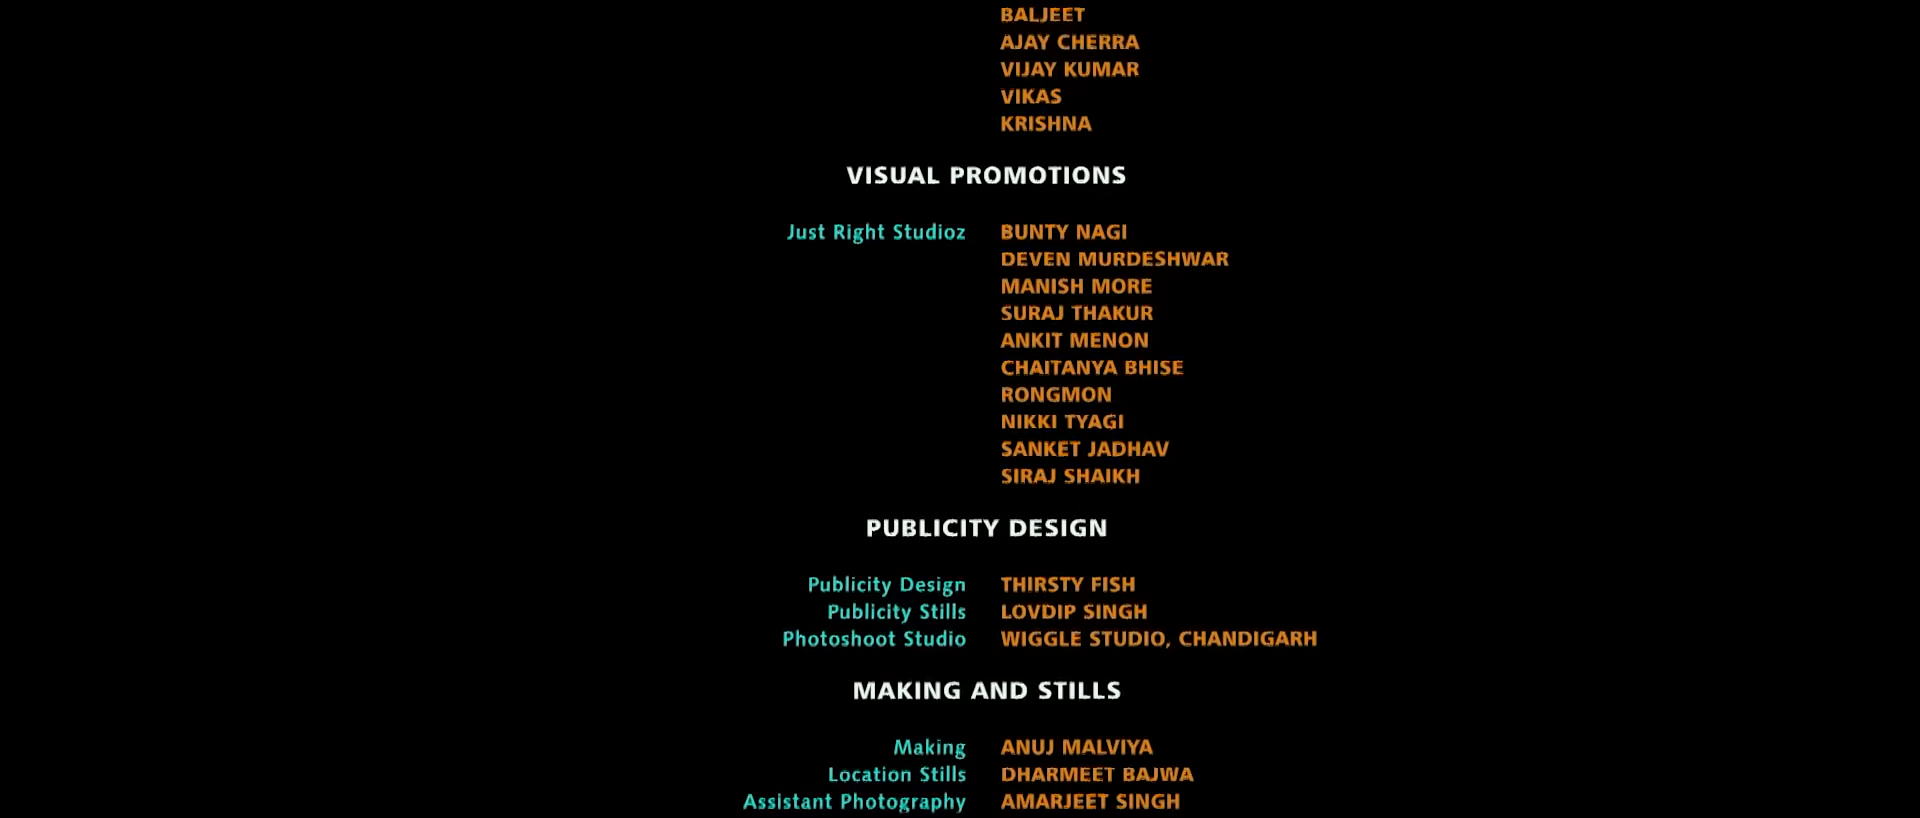 BALJEET
AJAY CHERRA
VIJAY KUMAR
VIKAS
KRISHNA
VISUAL PROMOTIONS
Just Right Studioz BUNTY NAGI
DEVEN MURDESHWAR
MANISH MORE
SURAJ THAKUR
ANKIT MENON
CHAITANYA BHISE
RONGMON
NIKKI TYAGI
SANKET JADHAV
SIRAJ SHAIKH
PUBLICITY DESIGN
Publicity Design THIRSTY FISH
Publicity Stills LOVDIP SINGH
Photoshoot Studio WIGGLE STUDIO, CHANDIGARH
MAKING AND STILLS
Making ANUJ MALVIYA
Location Stills DHARMEET BAJWA
Assistant Photography AMARJEET SINGH